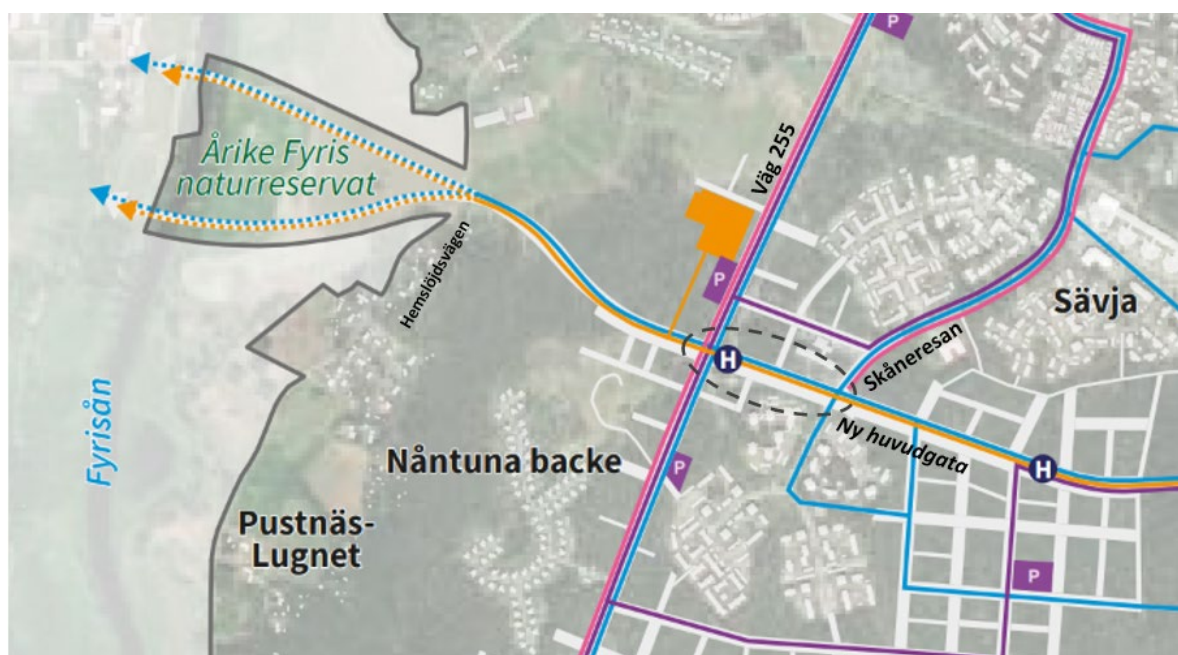 P
Årike Fyris
naturreservat
Väg 255
Hemslöjdsvägen
P
Sävja
H
Skåneresan
Fyrisån
Ny huvudgata
Nåntuna backe
P
H
Pustnäs-
Lugnet
P